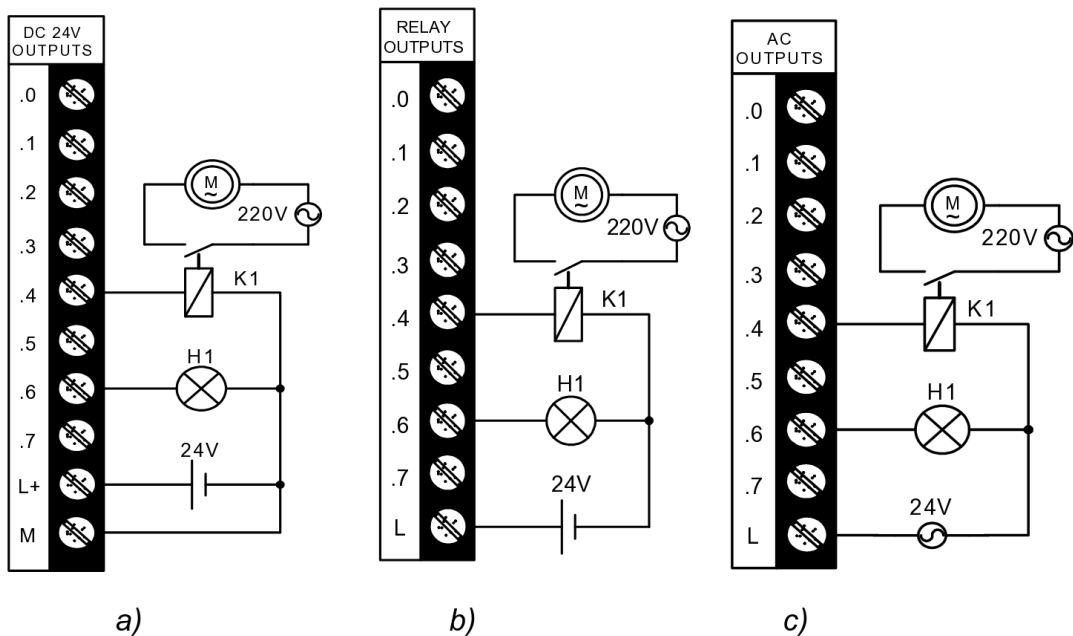 DC 24V
OUTPUTS
.0
.1
.2
.3
.4
.5
.6
.7
L+
M
M
~
220V
K1
H1
24V
a)
RELAY
OUTPUTS
.0
.1
.2
.3
.4
.5
.6
.7
L
M
~
220V
K1
H1
24V
b)
AC
OUTPUTS
.0
.1
.2
.3
.4
.5
.6
.7
L
M
~
220V
K1
H1
24V
c)